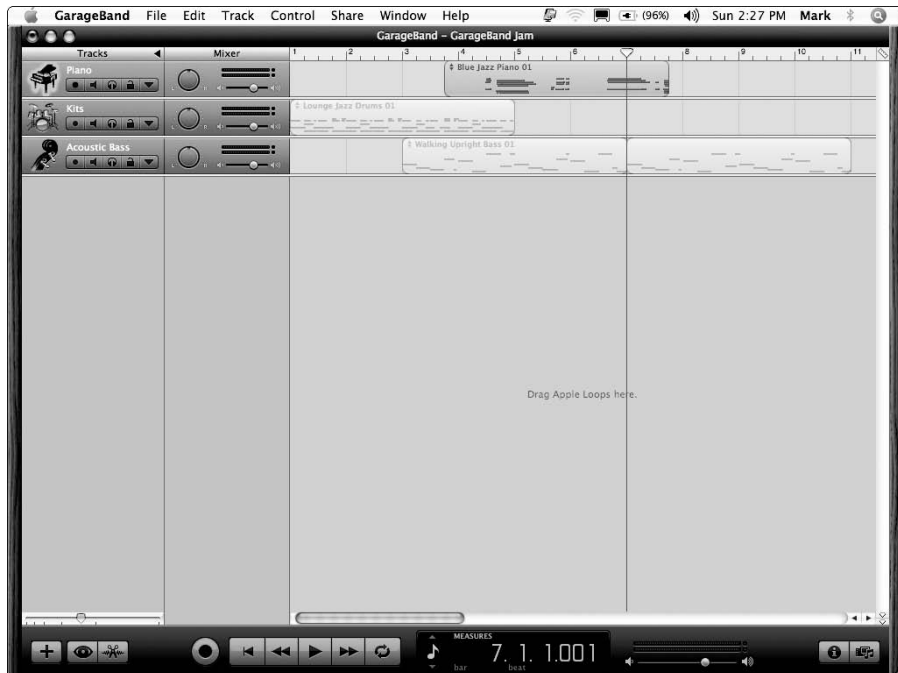 GarageBand File Edit Track Control Share Window Help (96%) Sun 2:27 PM Mark
GarageBand – GarageBand Jam
Tracks Mixer 1 2 3 4 5 6 8 9 10 11
Piano
Blue Jazz Piano 01
Kits
Lounge Jazz Drums 01
Acoustic Bass
Walking Upright Bass 01
Drag Apple Loops here.
MEASURES
7. 1. 1.001
bar beat